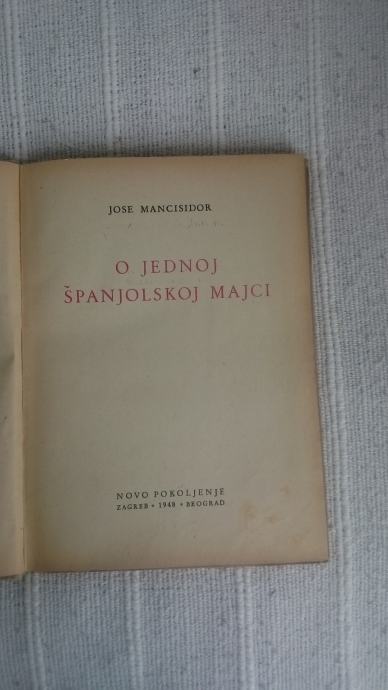 JOSE MANCISIDOR
O JEDNOJ
ŠPANJOLSKOJ MAJCI
NOVO POKOLJENJE
ZAGREB • 1948 • BEOGRAD